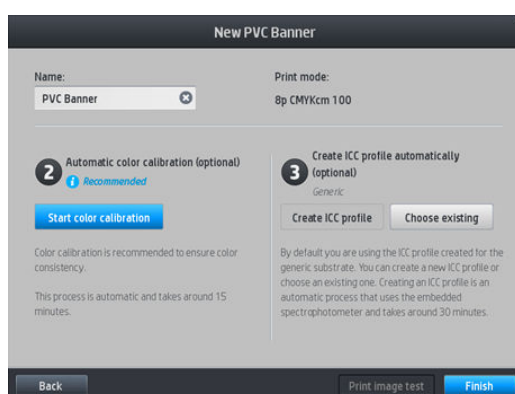 New PVC Banner
Name:
PVC Banner
Print mode:
8p CMYKcm 100
2
Automatic color calibration (optional)
i Recommended
Start color calibration
Color calibration is recommended to ensure color
consistency.
This process is automatic and takes around 15
minutes.
3
Create ICC profile automatically
(optional)
Generic
Create ICC profile
Choose existing
By default you are using the ICC profile created for the
generic substrate. You can create a new ICC profile or
choose an existing one. Creating an ICC profile is an
automatic process that uses the embedded
spectrophotometer and takes around 30 minutes.
Back
Print image test
Finish